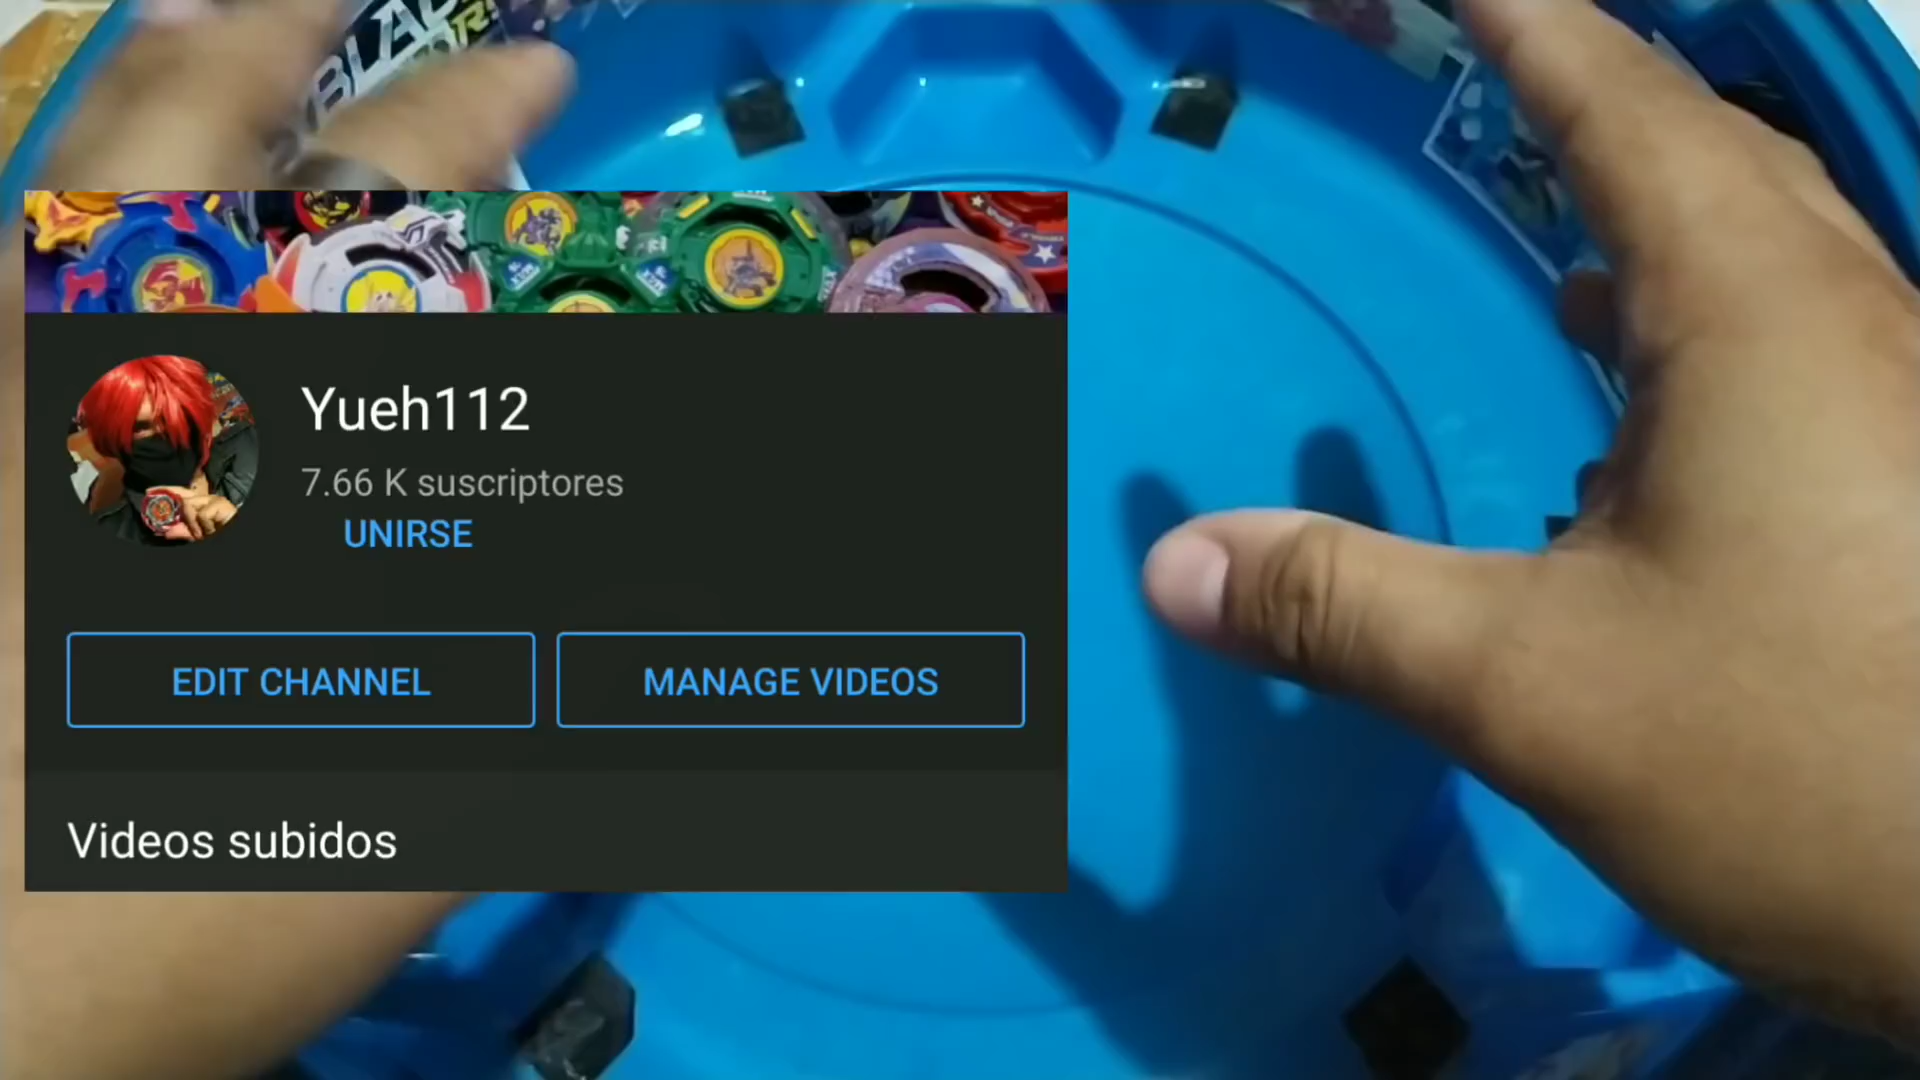 Yueh112
7.66 K suscriptores
UNIRSE
EDIT CHANNEL
MANAGE VIDEOS
Videos subidos